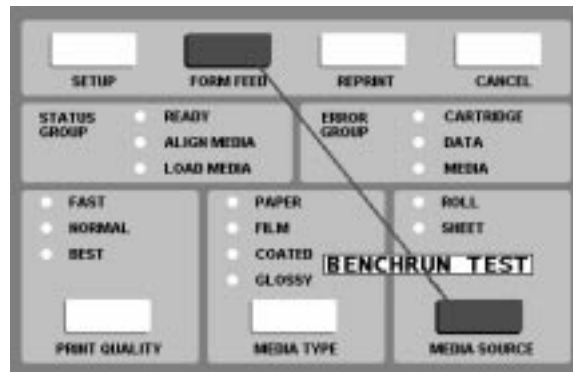 SETUP FORM FEED REPRINT CANCEL
STATUS GROUP
READY
ALIGN MEDIA
LOAD MEDIA
ERROR GROUP
CARTRIDGE
DATA
MEDIA
FAST
NORMAL
BEST
PRINT QUALITY
PAPER
FILM
COATED
GLOSSY
MEDIA TYPE
ROLL
SHEET
MEDIA SOURCE
BENCHRUN TEST